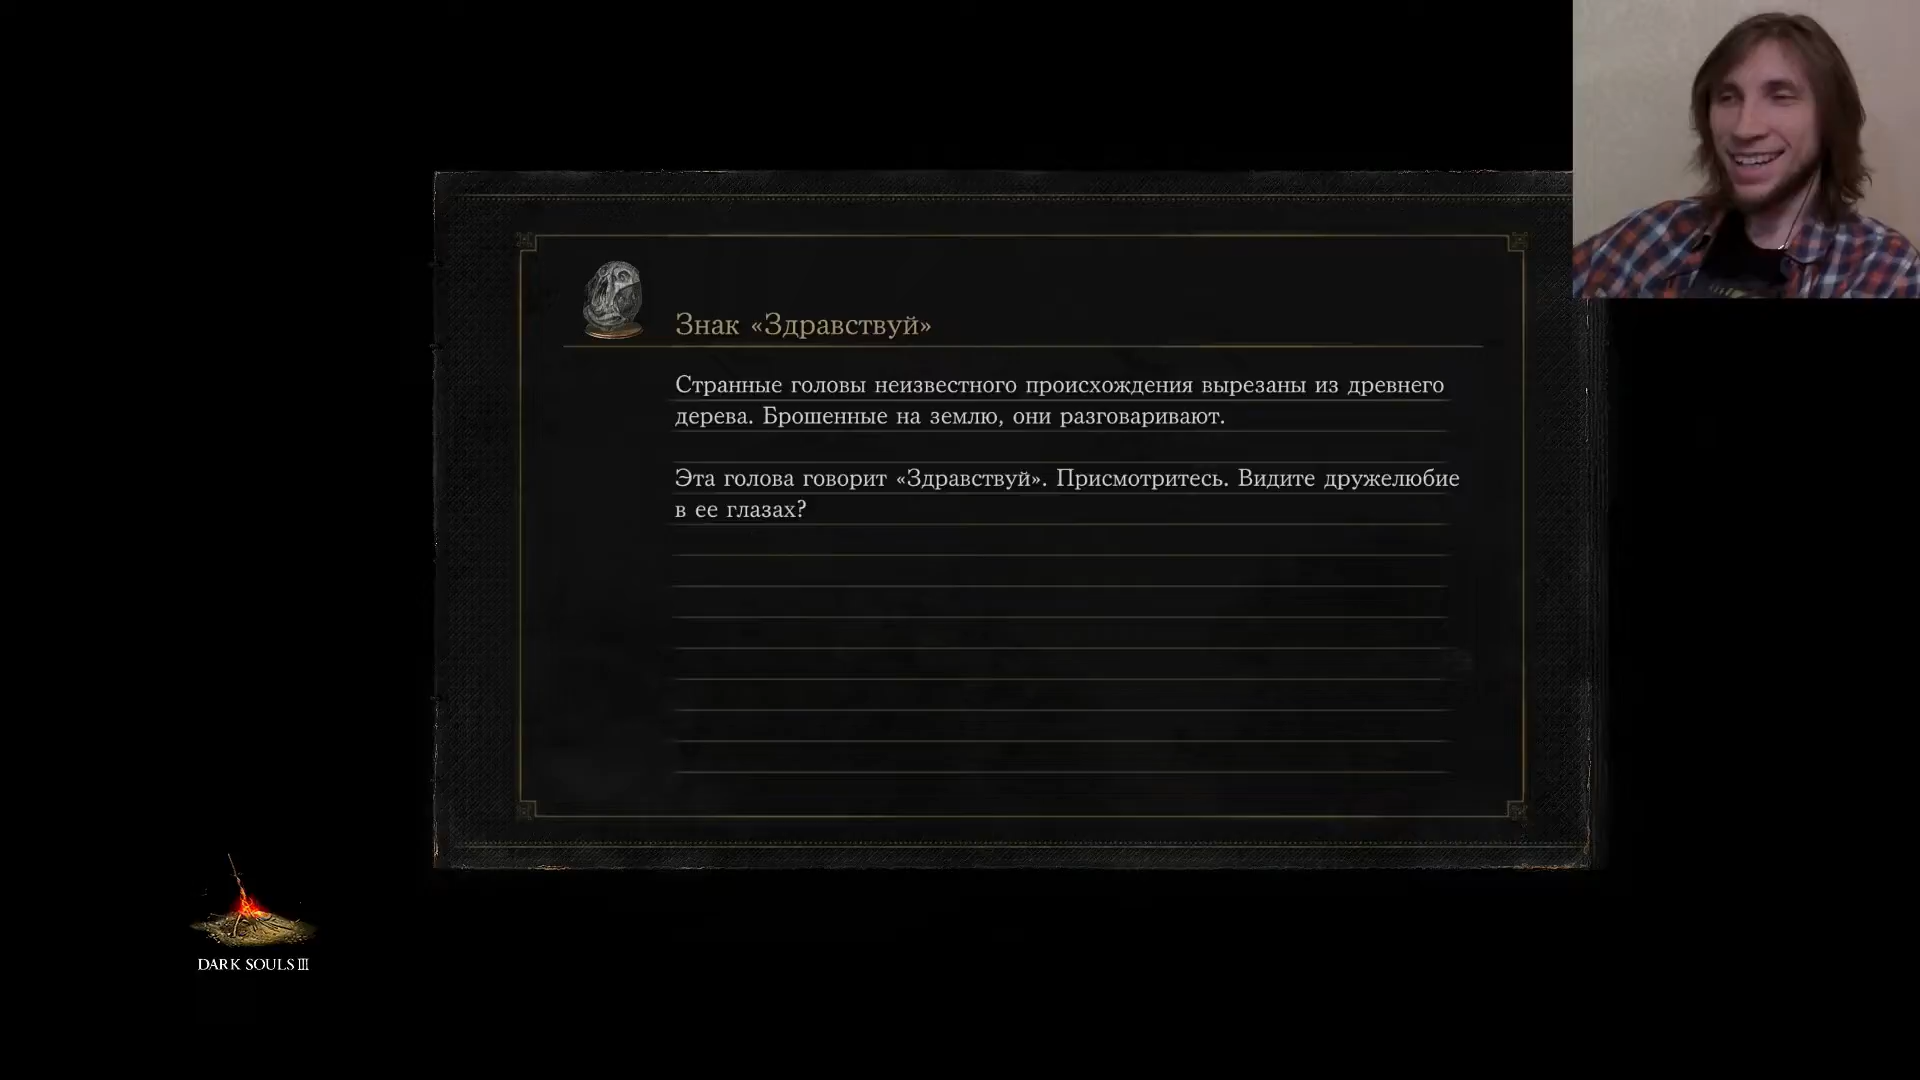 Знак «Здравствуй»
Странные головы неизвестного происхождения вырезаны из древнего
дерева. Брошенные на землю, они разговаривают.
Эта голова говорит «Здравствуй». Присмотритесь. Видите дружелюбие
в ее глазах?
DARK SOULS III